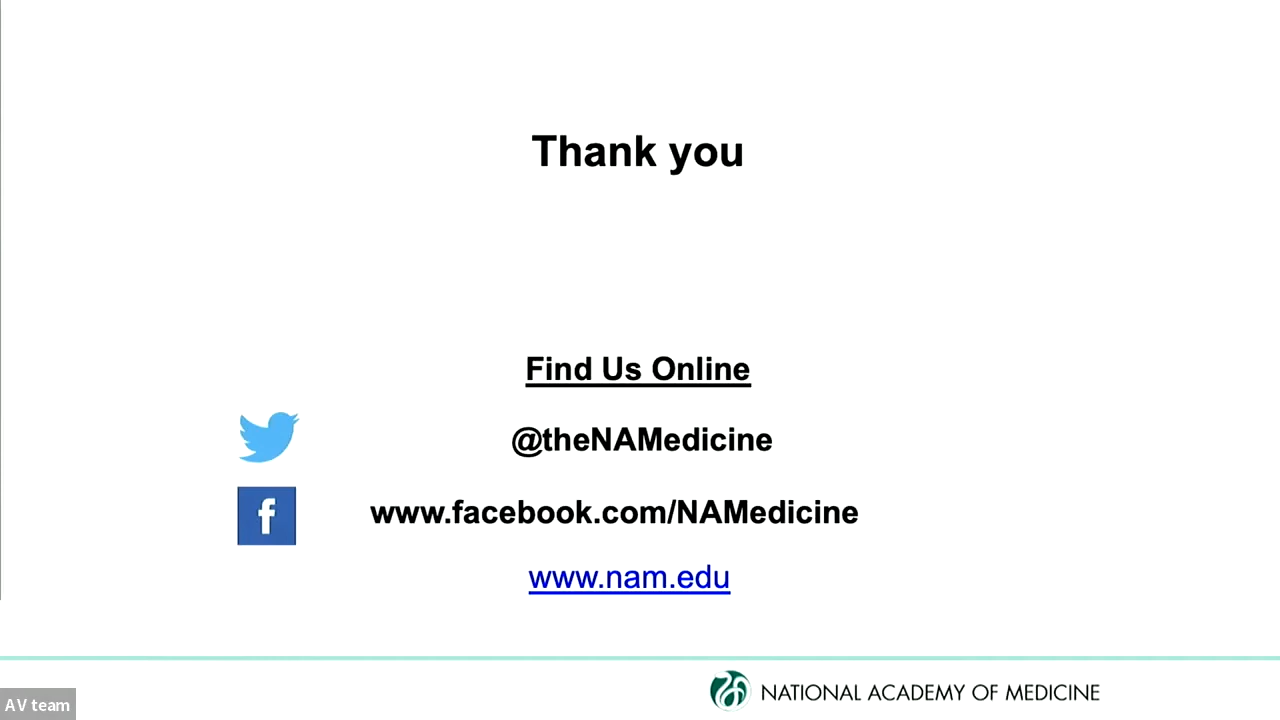 Thank you
Find Us Online
@theNAMedicine
www.facebook.com/NAMedicine
www.nam.edu
NATIONAL ACADEMY OF MEDICINE
AV team